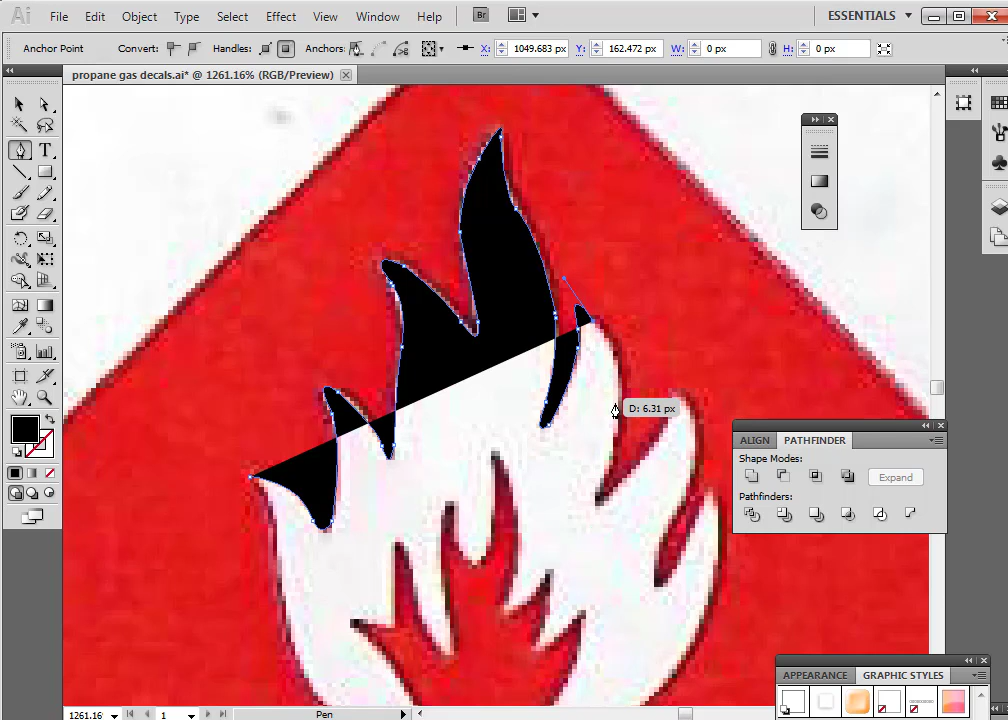 Ai File Edit Object Type Select Effect View Window Help Br ESSENTIALS
Anchor Point Convert: Handles: Anchors: X: 1049.683 px Y: 162.472 px W: 0 px H: 0 px
propane gas decals.ai* @ 1261.16% (RGB/Preview)
T
D: 6.31 px
ALIGN PATHFINDER
Shape Modes:
Expand
Pathfinders:
APPEARANCE GRAPHIC STYLES
1261.16 1 Pen